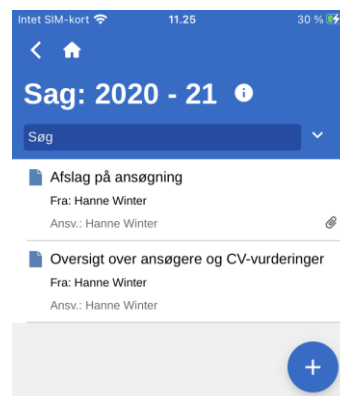 Intet SIM-kort 11.25 30 %
Sag: 2020 - 21
Søg
Afslag på ansøgning
Fra: Hanne Winter
Ansv.: Hanne Winter
Oversigt over ansøgere og CV-vurderinger
Fra: Hanne Winter
Ansv.: Hanne Winter